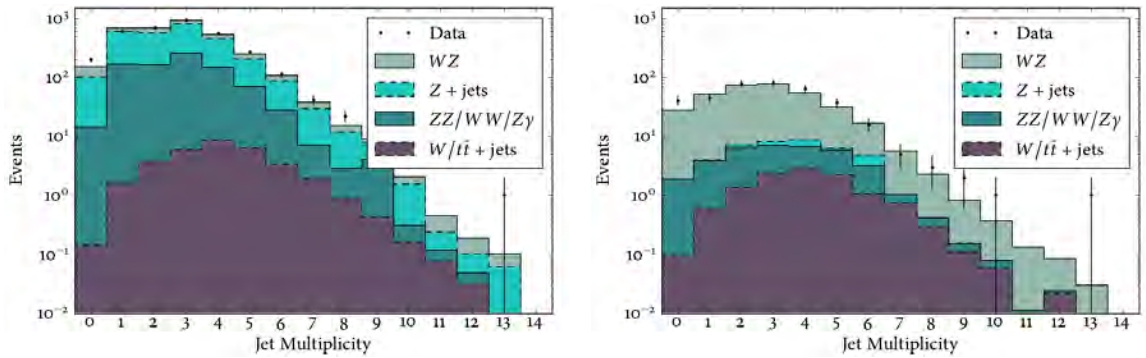 10³
10²
10¹
10⁰
10⁻¹
10⁻²
Events
0 1 2 3 4 5 6 7 8 9 10 11 12 13 14
Jet Multiplicity
Data
WZ
Z + jets
ZZ/WW/Zγ
W/tt̄ + jets
10³
10²
10¹
10⁰
10⁻¹
10⁻²
Events
0 1 2 3 4 5 6 7 8 9 10 11 12 13 14
Jet Multiplicity
Data
WZ
Z + jets
ZZ/WW/Zγ
W/tt̄ + jets